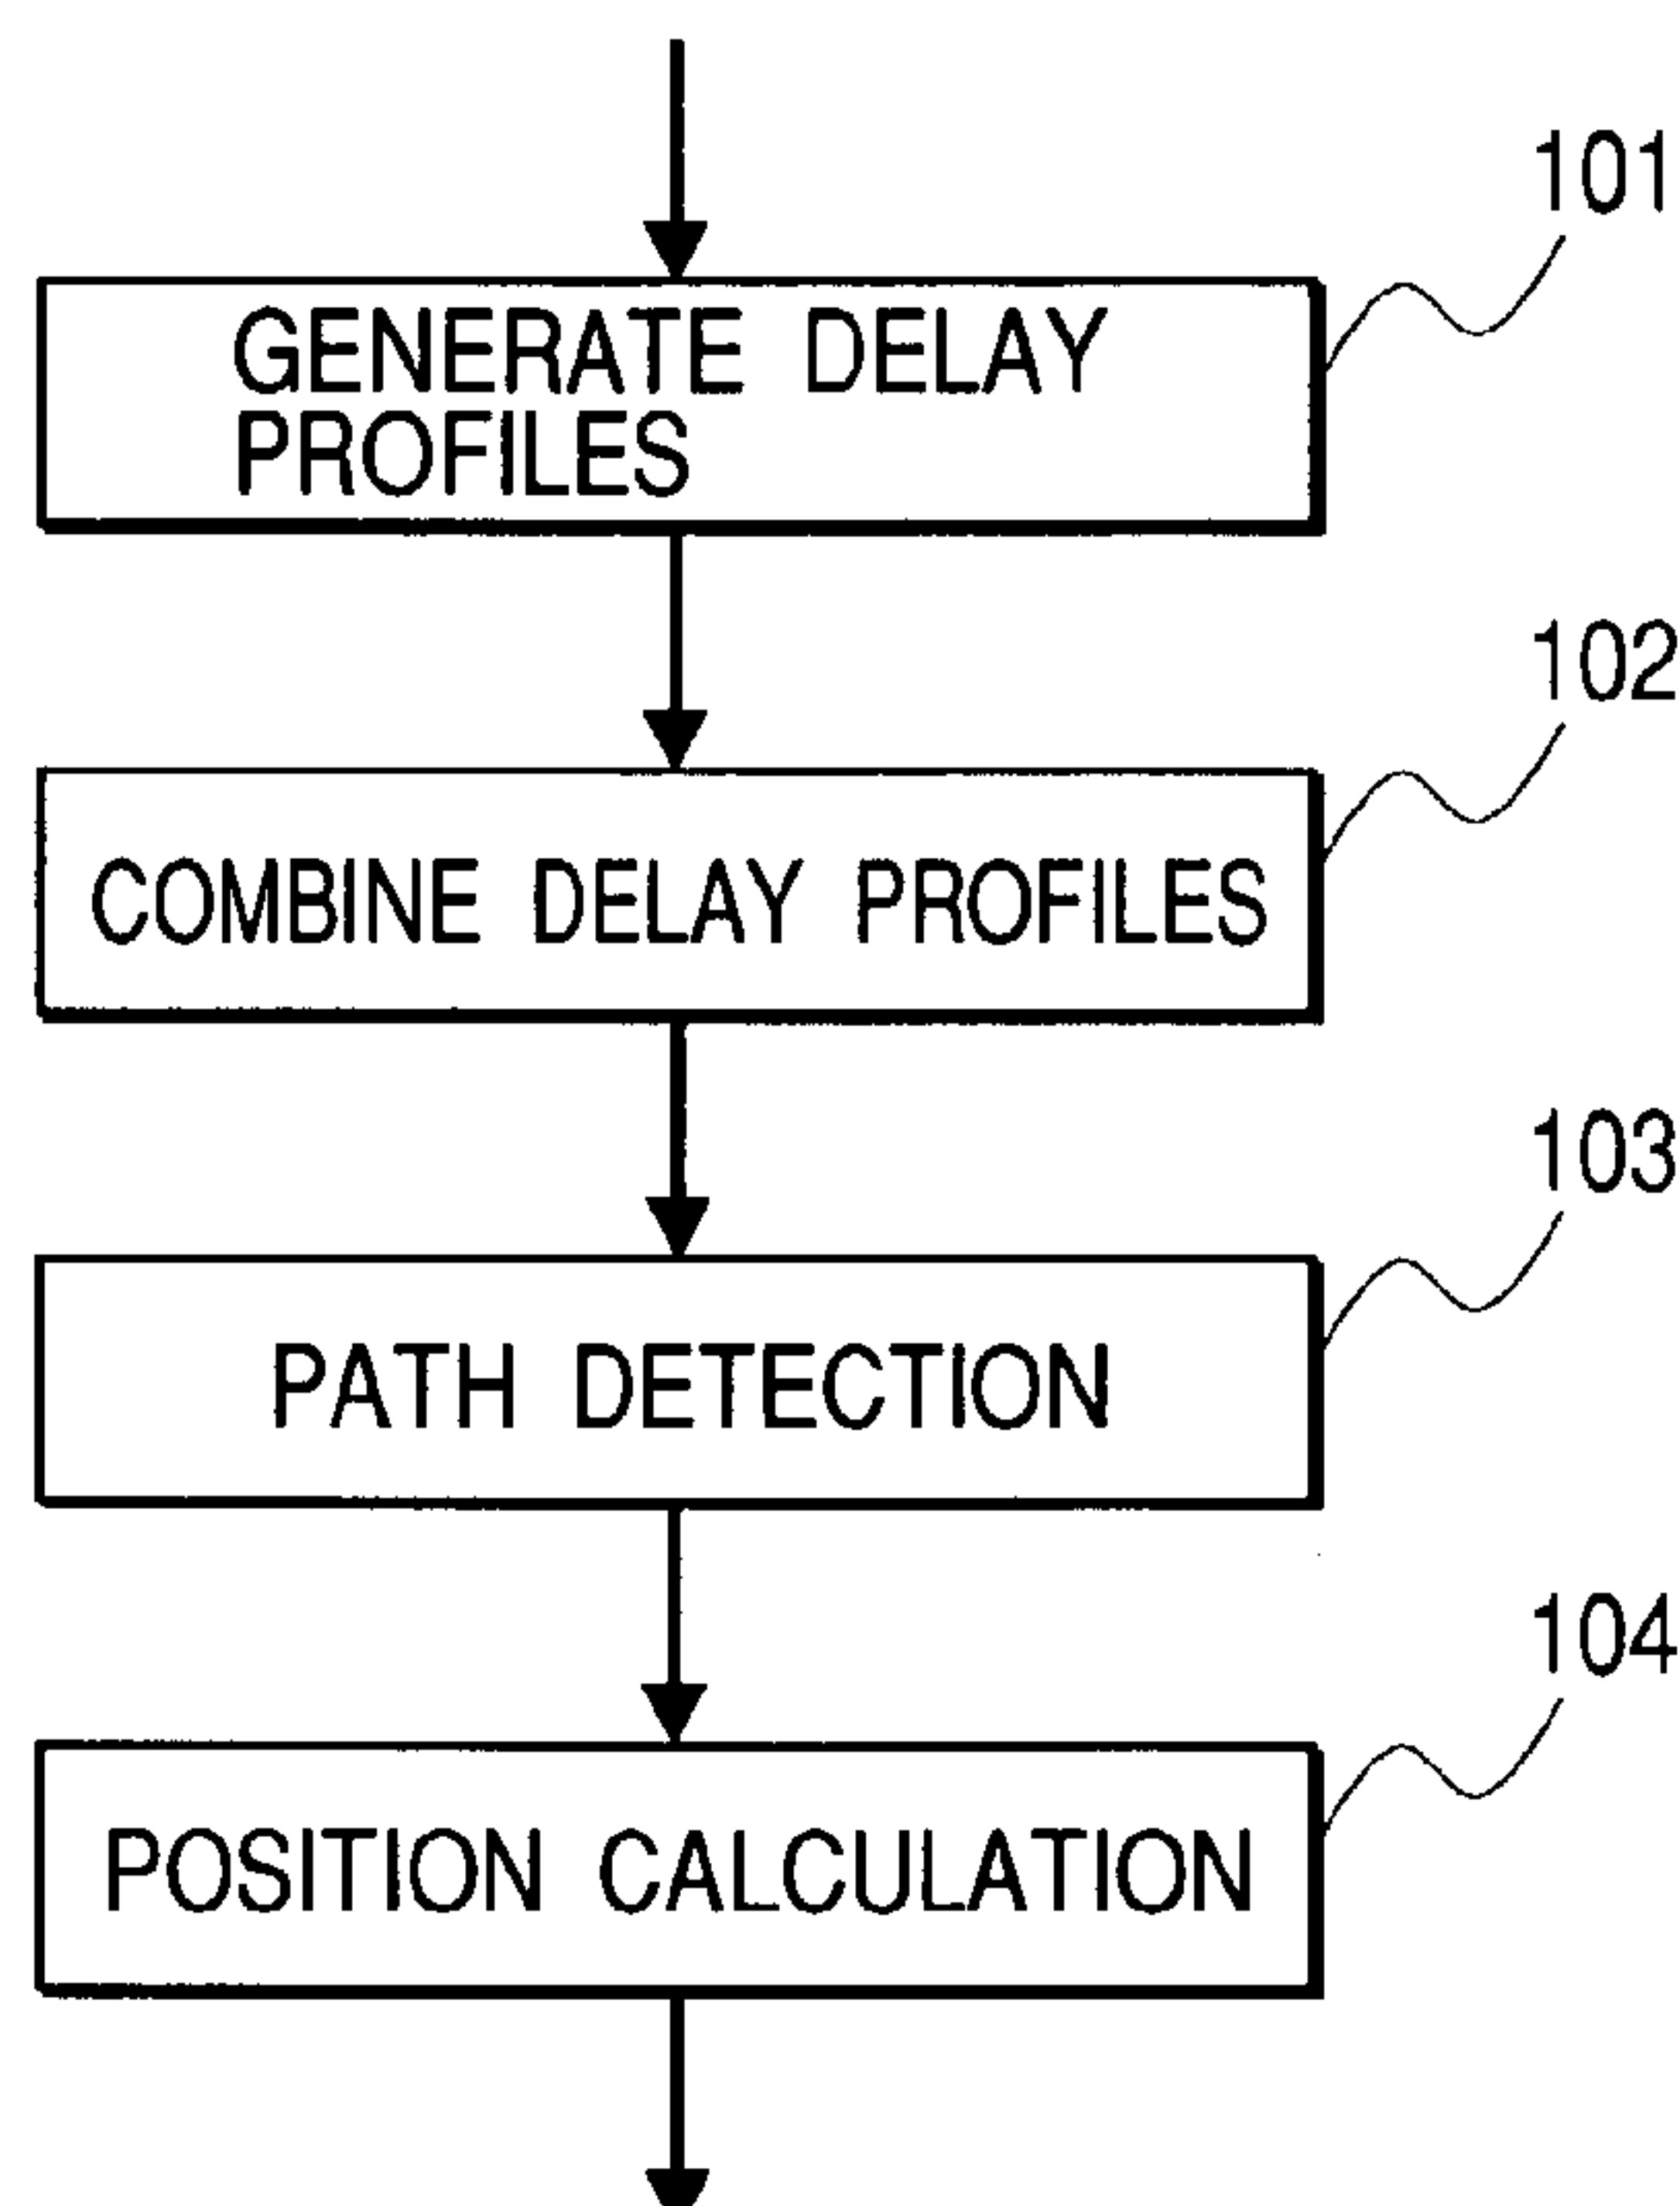 101
GENERATE DELAY
PROFILES
102
COMBINE DELAY PROFILES
103
PATH DETECTION
104
POSITION CALCULATION